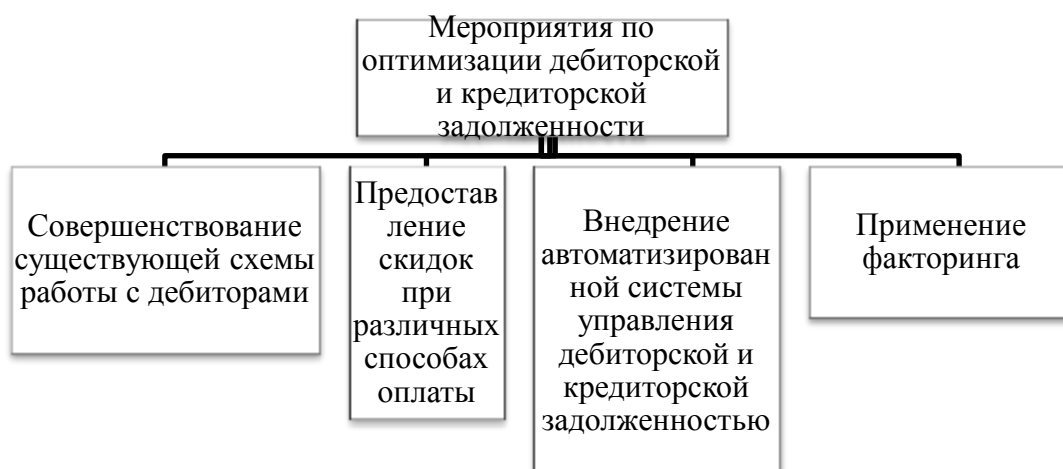 Мероприятия по
оптимизации дебиторской
и кредиторской
задолженности
Совершенствование
существующей схемы
работы с дебиторами
Предостав
ление
скидок
при
различных
способах
оплаты
Внедрение
автоматизирован
ной системы
управления
дебиторской и
кредиторской
задолженностью
Применение
факторинга